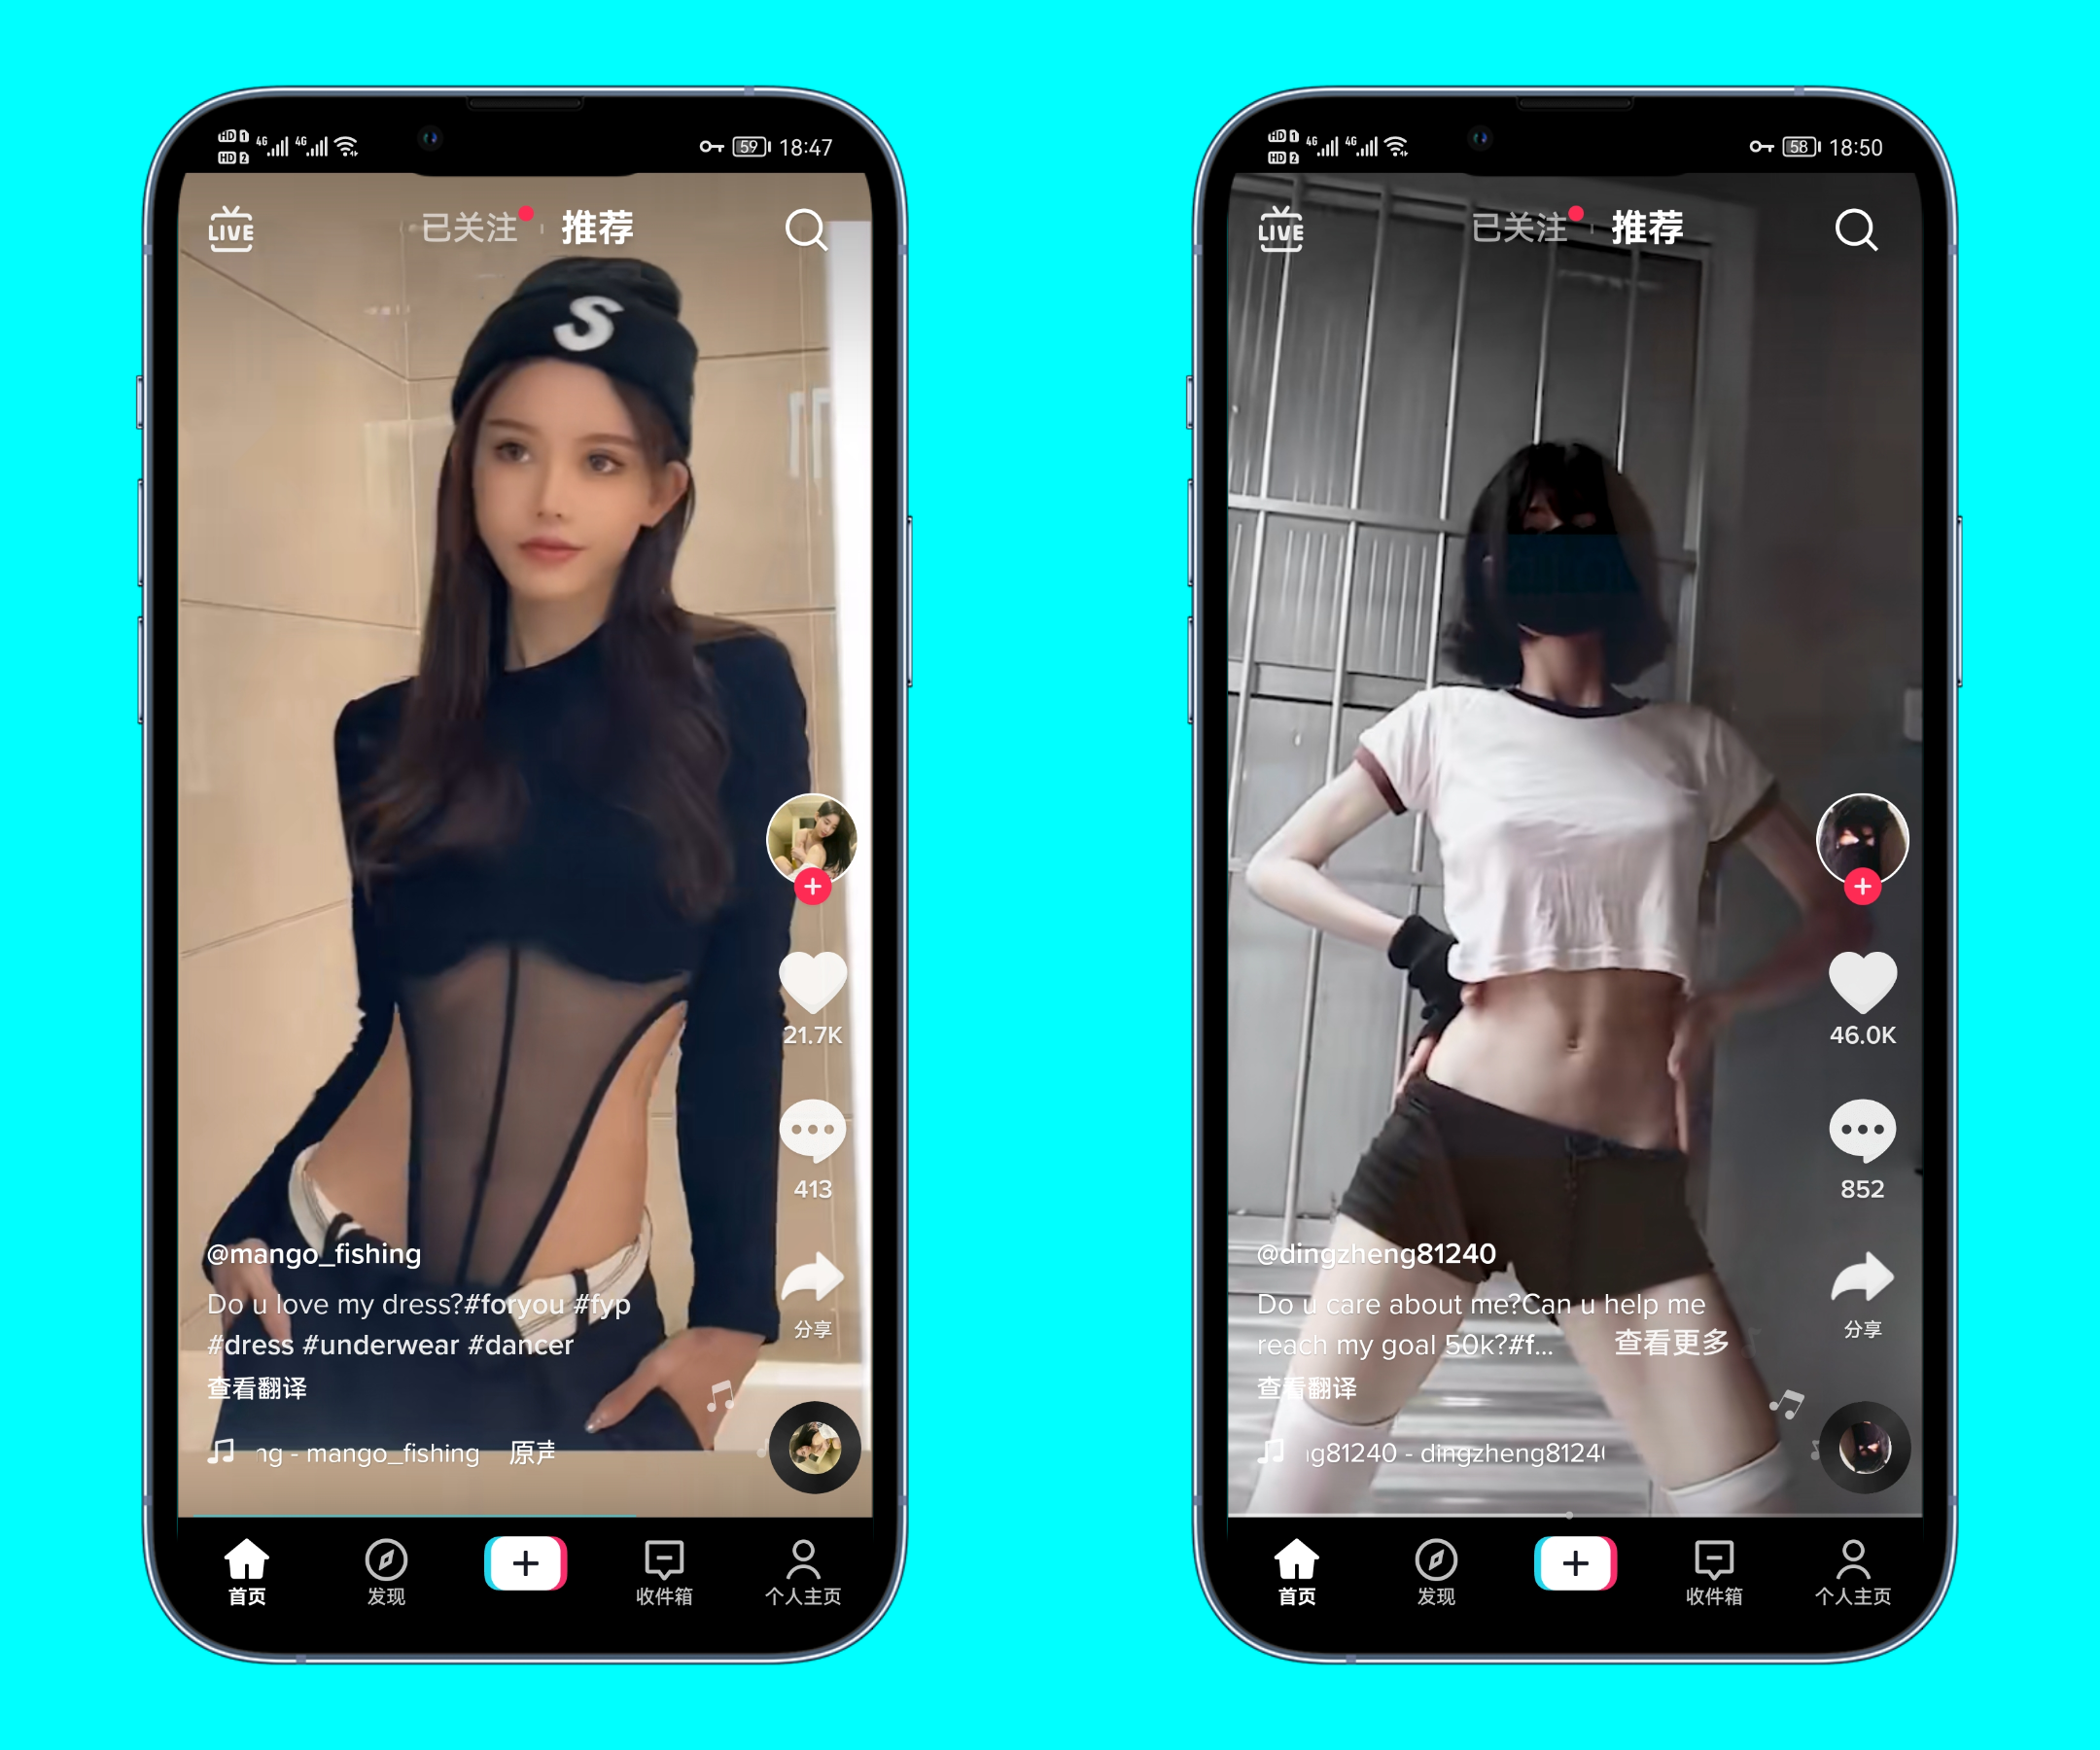 HD 1
HD 2
4G
4G
59
18:47
LIVE
已关注
推荐
S
21.7K
413
@mango_fishing
Do u love my dress?#foryou #fyp
#dress #underwear #dancer
分享
查看翻译
ng - mango_fishing 原声
首页
发现
收件箱
个人主页
HD 1
HD 2
4G
4G
58
18:50
LIVE
已关注
推荐
46.0K
852
@dingzheng81240
Do u care about me?Can u help me
reach my goal 50k?#f... 查看更多
分享
查看翻译
g81240 - dingzheng8124
首页
发现
收件箱
个人主页